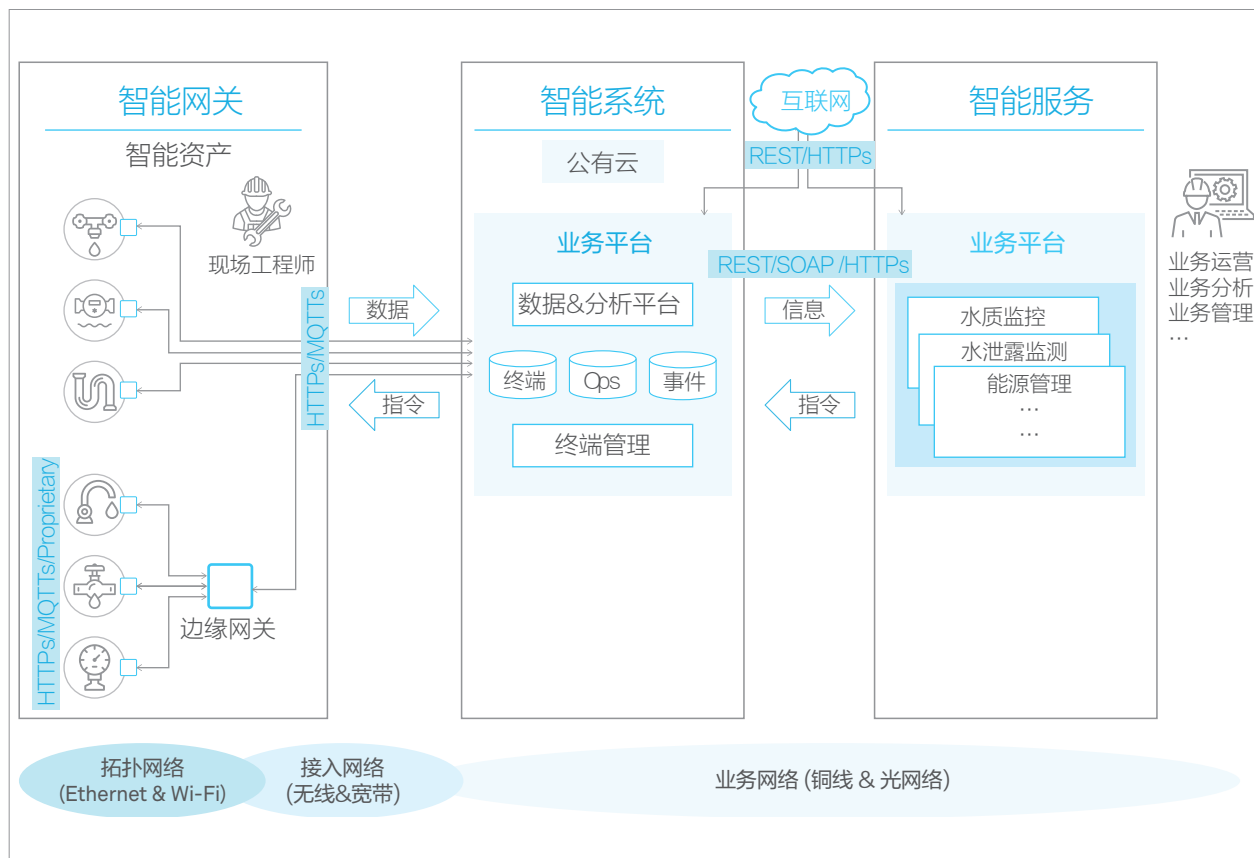 智能网关
智能资产
现场工程师
HTTPs/MQTTs
HTTPs/MQTTs/Proprietary
边缘网关
数据
指令
智能系统
公有云
业务平台
数据&分析平台
终端
Ops
事件
终端管理
互联网
REST/HTTPs
REST/SOAP /HTTPs
信息
指令
智能服务
业务平台
水质监控
水泄露监测
能源管理
…
…
业务运营
业务分析
业务管理
…
拓扑网络
(Ethernet & Wi-Fi)
接入网络
(无线&宽带)
业务网络 (铜线 & 光网络)